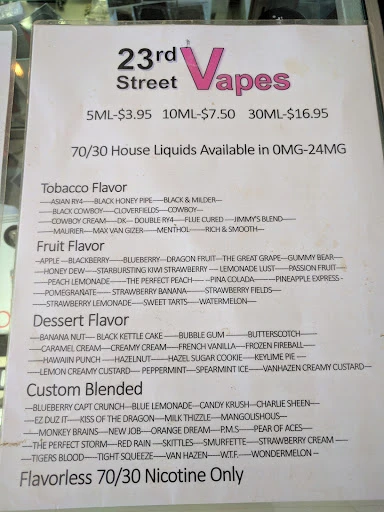 23rd
Street Vapes
5ML-$3.95 10ML-$7.50 30ML-$16.95
70/30 House Liquids Available in 0MG-24MG
Tobacco Flavor
----ASIAN RY4----BLACK HONEY PIPE----BLACK & MILDER---
----BLACK COWBOY----CLOVERFIELDS----COWBOY---
----COWBOY CREAM----DK--- DOUBLE RY4----FLUE CURED ----JIMMY'S BLEND-----
-----MAURIER--MAX VAN GIZER -----MENTHOL -----RICH & SMOOTH---
Fruit Flavor
--APPLE ---BLACKBERRY-----BLUEBERRY---DRAGON FRUIT--THE GREAT GRAPE--GUMMY BEAR---
----HONEY DEW ----STARBURSTING KIWI STRAWBERRY ---- LEMONADE LUST -----PASSION FRUIT---
----PEACH LEMONADE -----THE PERFECT PEACH ---- --PINA COLADA -----PINEAPPLE EXPRESS -
---POMEGRANATE ----- STRAWBERRY BANANA------STRAWBERRY FIELDS----
----STRAWBERRY LEMONADE---SWEET TARTS---WATERMELON----
Dessert Flavor
---BANANA NUT--- BLACK KETTLE CAKE -----BUBBLE GUM ------BUTTERSCOTCH------
----CARAMEL CREAM----CREAMY CREAM---FRENCH VANILLA---FROZEN FIREBALL-----
----HAWAIIN PUNCH ---HAZELNUT------HAZEL SUGAR COOKIE----KEYLIME PIE ---
----LEMON CREAMY CUSTARD--- PEPPERMINT---SPEARMINT ICE-----VANHAZEN CREAMY CUSTARD---
Custom Blended
---BLUEBERRY CAPT CRUNCH--BLUE LEMONADE--CANDY KRUSH---CHARLIE SHEEN----
----EZ DUZ IT----KISS OF THE DRAGON---MILK THIZZLE----MANGOLISHOUS---
-----MONKEY BRAINS ---NEW JOB---ORANGE DREAM ---P.M.S.---PEAR OF ACES----
---THE PERFECT STORM---RED RAIN ---SKITTLES----SMURFETTE----STRAWBERRY CREAM -----
---TIGERS BLOOD---TIGHT SQUEEZE---VAN HAZEN ---W.T.F.---WONDERMELON --
Flavorless 70/30 Nicotine Only